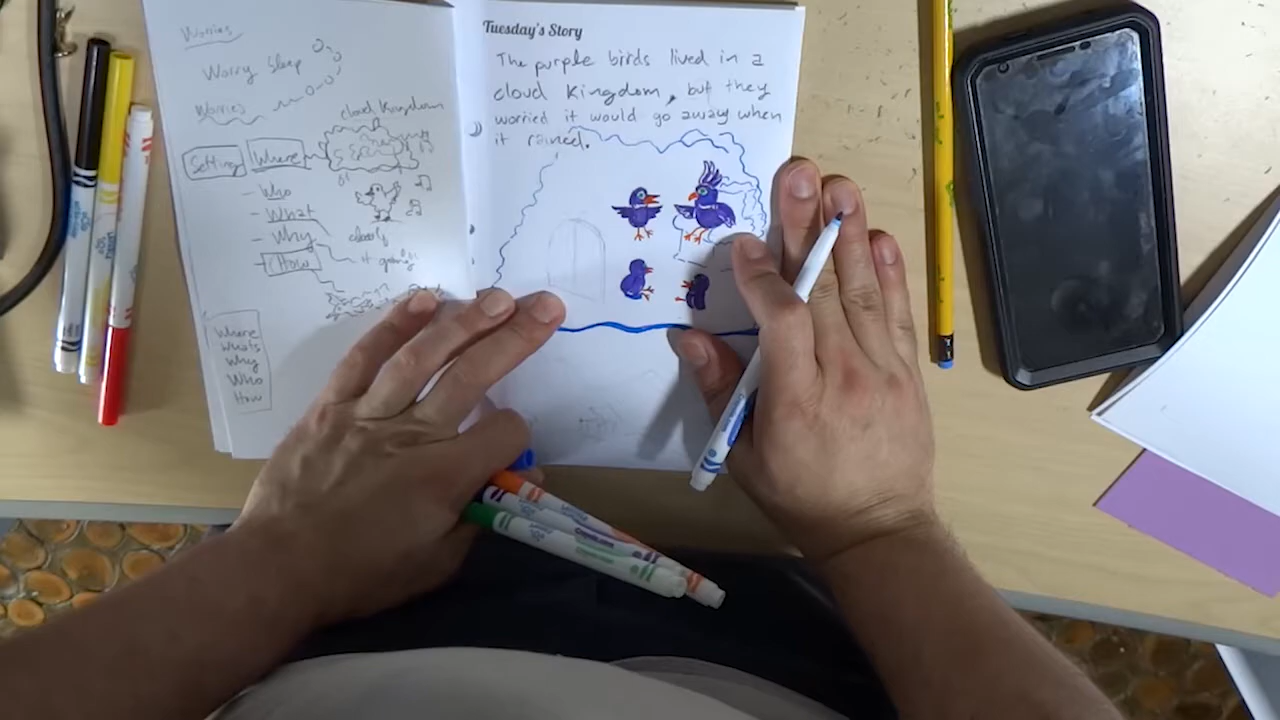 Worries
Worry Sleep
Worries
cloud Kingdom
Setting
Where
Who
What
Why
How
Where
Whats
Why
Who
How
Tuesday's Story
The purple birds lived in a
cloud Kingdom, but they
worried it would go away when
it rained.